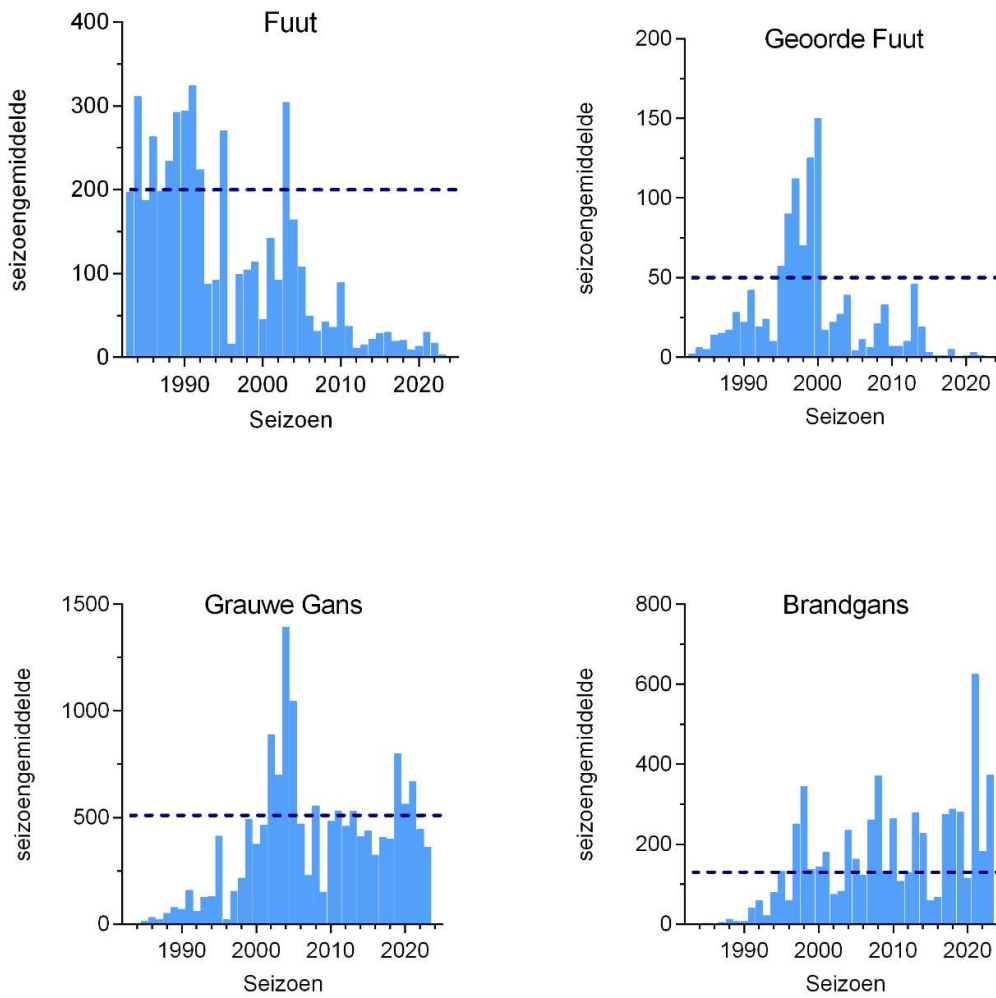 Fuut
400
300
200
100
0
seizoengemiddelde
1990 2000 2010 2020
Seizoen
Geoorde Fuut
200
150
100
50
0
seizoengemiddelde
1990 2000 2010 2020
Seizoen
Grauwe Gans
1500
1000
500
0
seizoengemiddelde
1990 2000 2010 2020
Seizoen
Brandgans
800
600
400
200
0
seizoengemiddelde
1990 2000 2010 2020
Seizoen